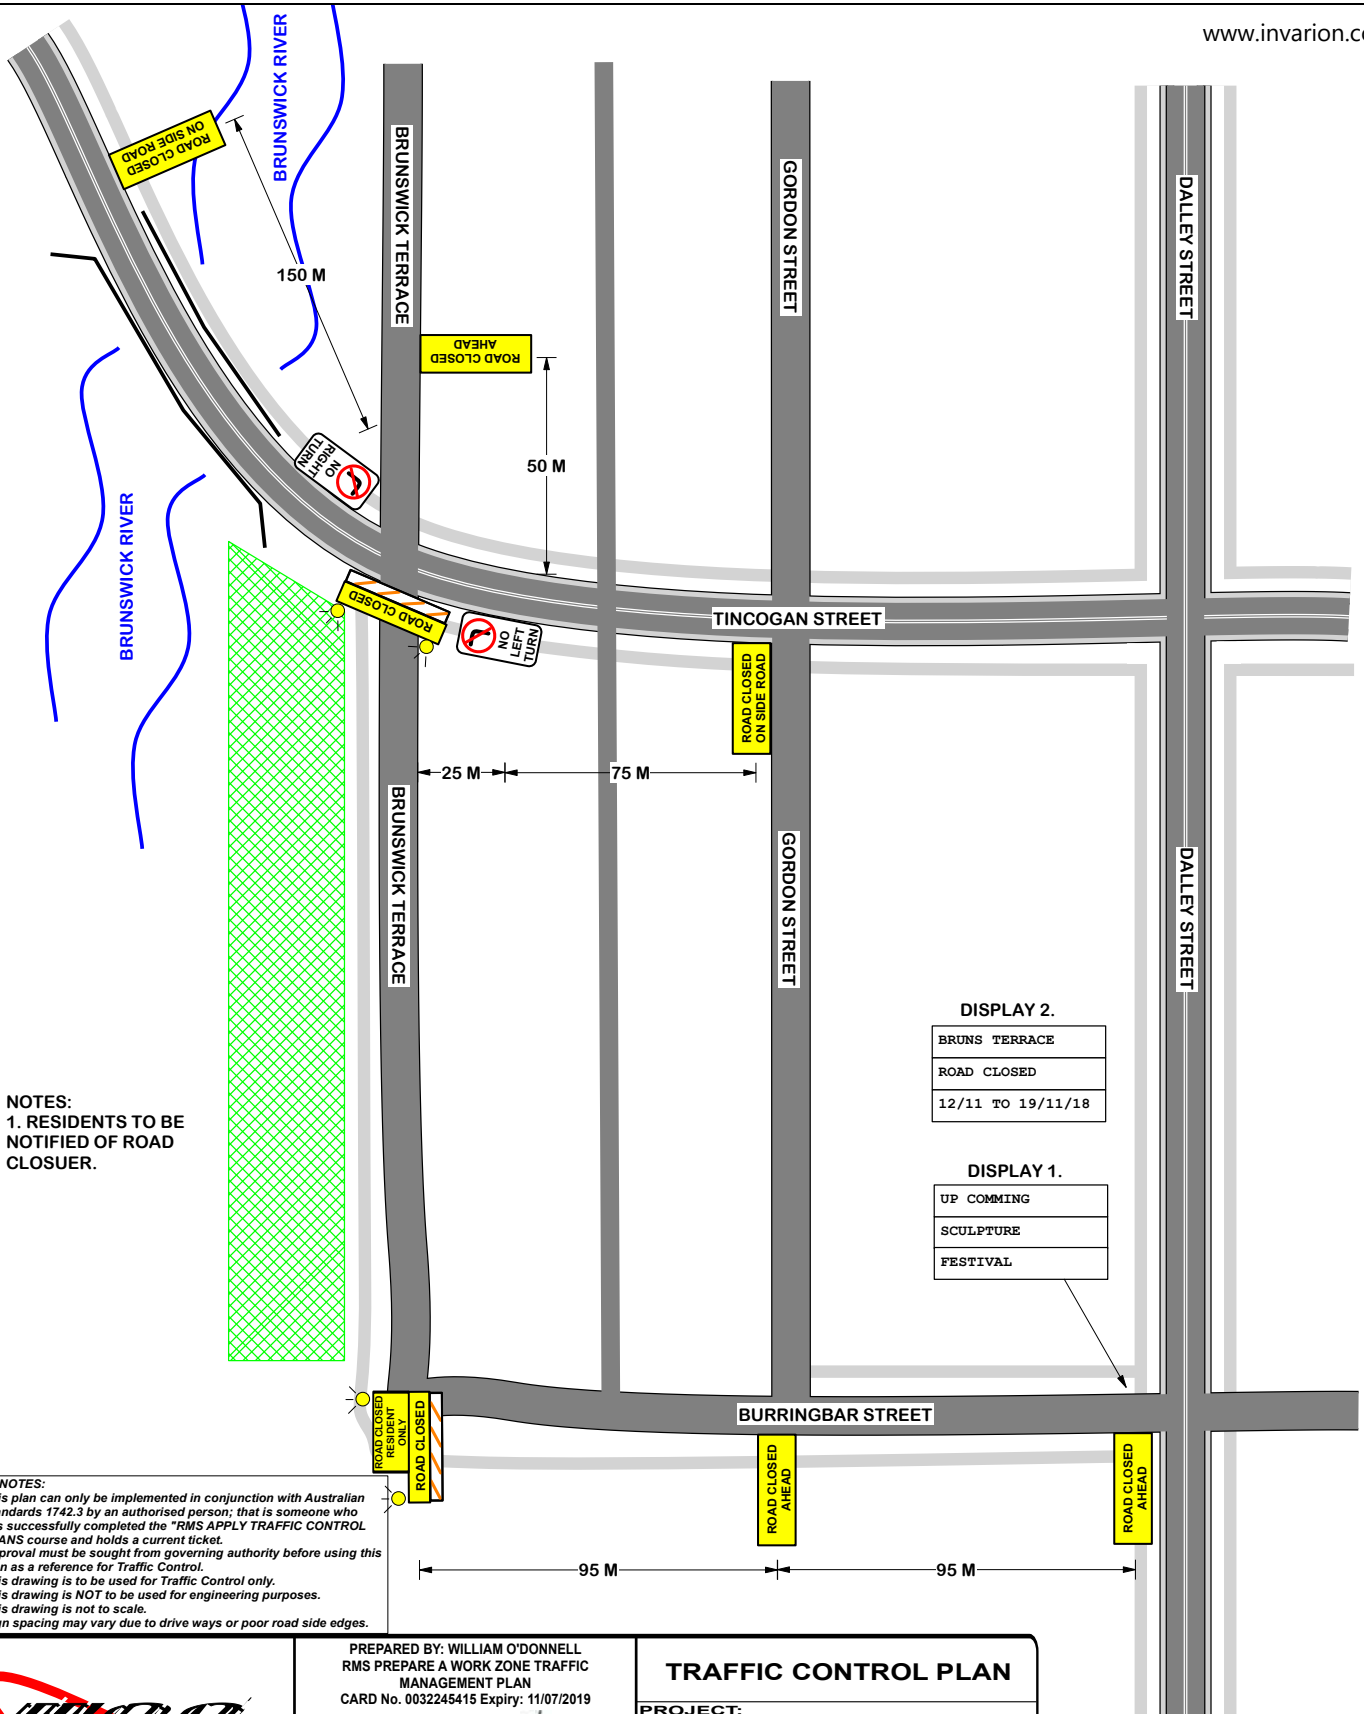 www.invarion.co
BRUNSWICK RIVER
ROAD CLOSED
ON SIDE ROAD
150 M
BRUNSWICK TERRACE
GORDON STREET
DALLEY STREET
ROAD CLOSED
AHEAD
50 M
NO
RIGHT
TURN
BRUNSWICK RIVER
ROAD CLOSED
NO
LEFT
TURN
TINCOGAN STREET
ROAD CLOSED
ON SIDE ROAD
25 M
75 M
BRUNSWICK TERRACE
GORDON STREET
DALLEY STREET
DISPLAY 2.
BRUNS TERRACE
ROAD CLOSED
12/11 TO 19/11/18
NOTES:
1. RESIDENTS TO BE
NOTIFIED OF ROAD
CLOSUER.
DISPLAY 1.
UP COMMING
SCULPTURE
FESTIVAL
BURRINGBAR STREET
ROAD CLOSED
RESIDENT
ONLY
ROAD CLOSED
ROAD CLOSED
AHEAD
ROAD CLOSED
AHEAD
95 M
95 M
NOTES:
is plan can only be implemented in conjunction with Australian
andards 1742.3 by an authorised person; that is someone who
s successfully completed the "RMS APPLY TRAFFIC CONTROL
ANS course and holds a current ticket.
proval must be sought from governing authority before using this
n as a reference for Traffic Control.
is drawing is to be used for Traffic Control only.
is drawing is NOT to be used for engineering purposes.
is drawing is not to scale.
gn spacing may vary due to drive ways or poor road side edges.
PREPARED BY: WILLIAM O'DONNELL
RMS PREPARE A WORK ZONE TRAFFIC
MANAGEMENT PLAN
CARD No. 0032245415 Expiry: 11/07/2019
TRAFFIC CONTROL PLAN
PROJECT: